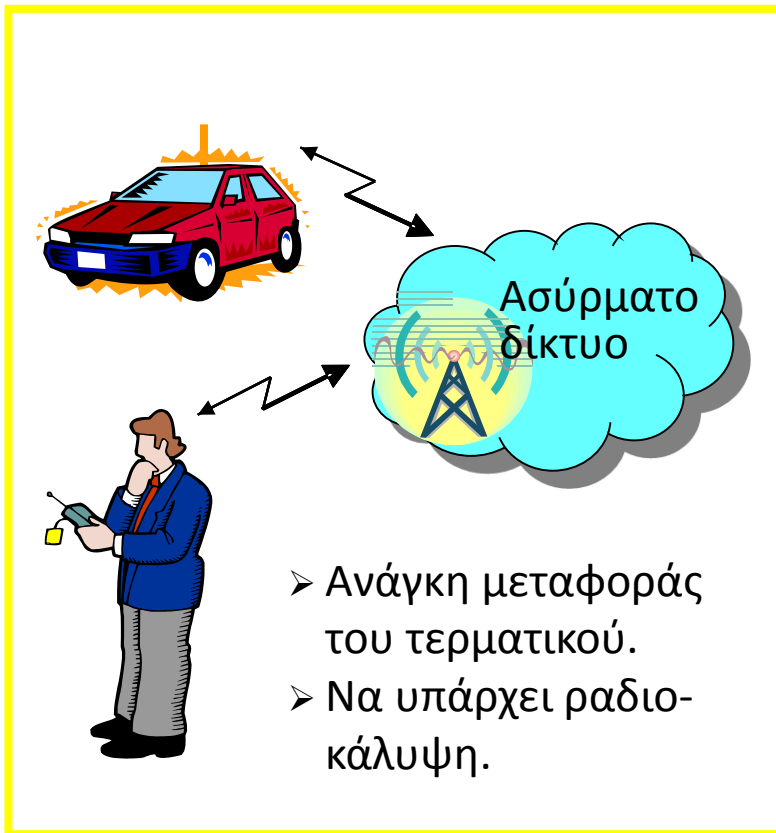 Ασύρματο
δίκτυο
➢ Ανάγκη μεταφοράς
του τερματικού.
➢ Να υπάρχει ραδιο-
κάλυψη.